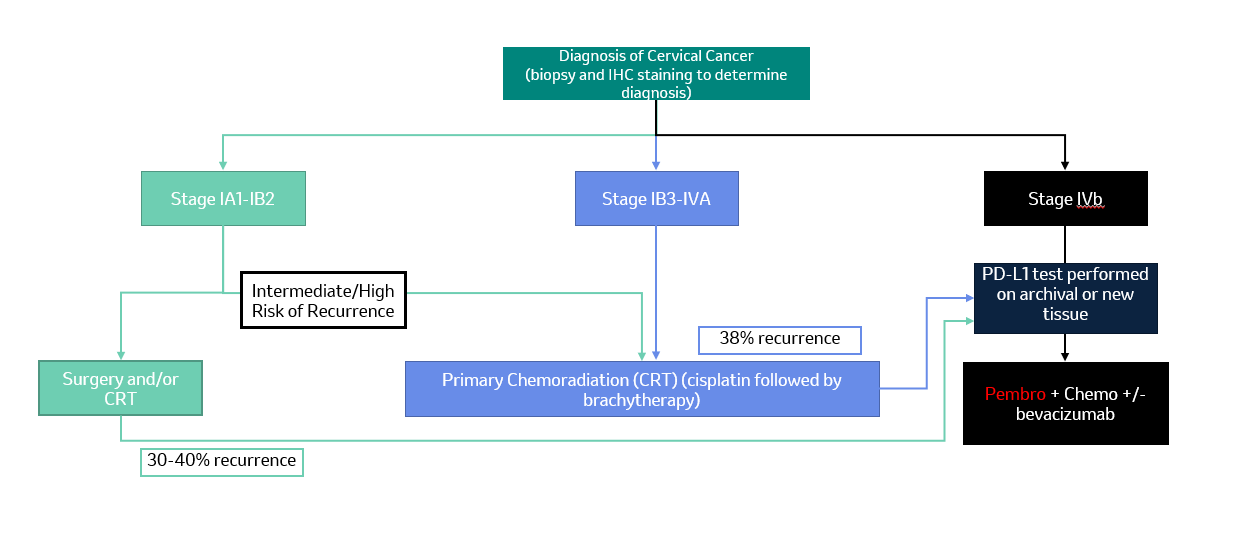 Diagnosis of Cervical Cancer
(biopsy and IHC staining to determine
diagnosis)
Stage IA1-IB2
Stage IB3-IVA
Stage IVb
Intermediate/High
Risk of Recurrence
PD-L1 test performed
on archival or new
tissue
38% recurrence
Surgery and/or
CRT
Primary Chemoradiation (CRT) (cisplatin followed by
brachytherapy)
Pembro + Chemo +/-
bevacizumab
30-40% recurrence